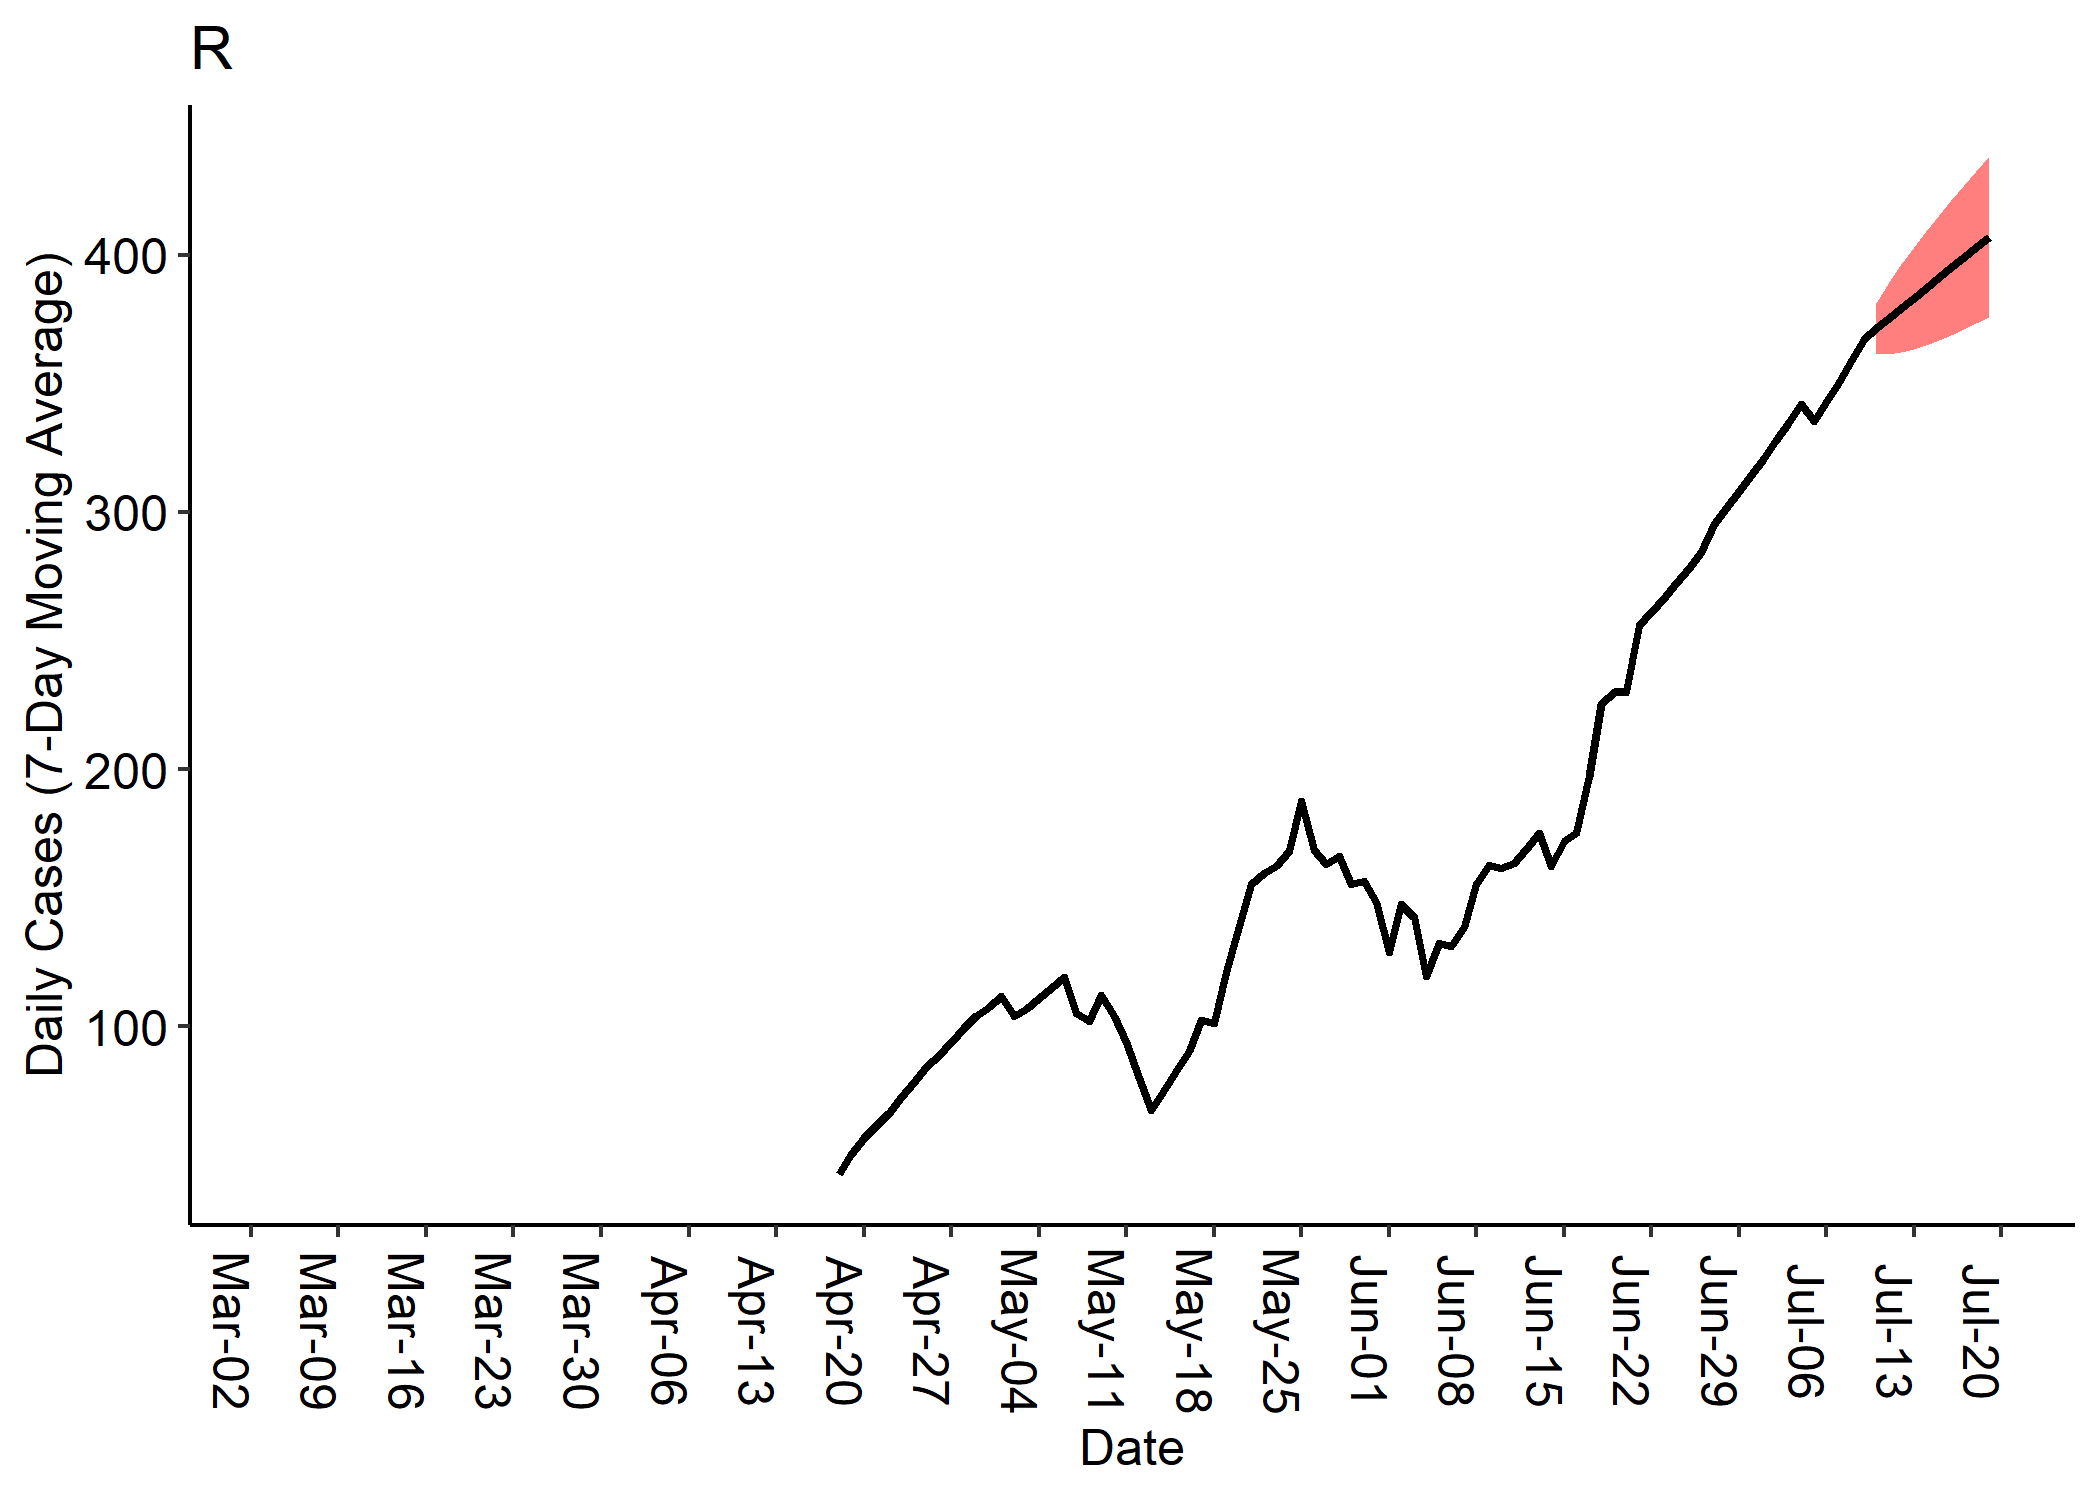 R
Daily Cases (7-Day Moving Average)
400
300
200
100
Mar-02
Mar-09
Mar-16
Mar-23
Mar-30
Apr-06
Apr-13
Apr-20
Apr-27
May-04
May-11
May-18
May-25
Jun-01
Jun-08
Jun-15
Jun-22
Jun-29
Jul-06
Jul-13
Jul-20
Date